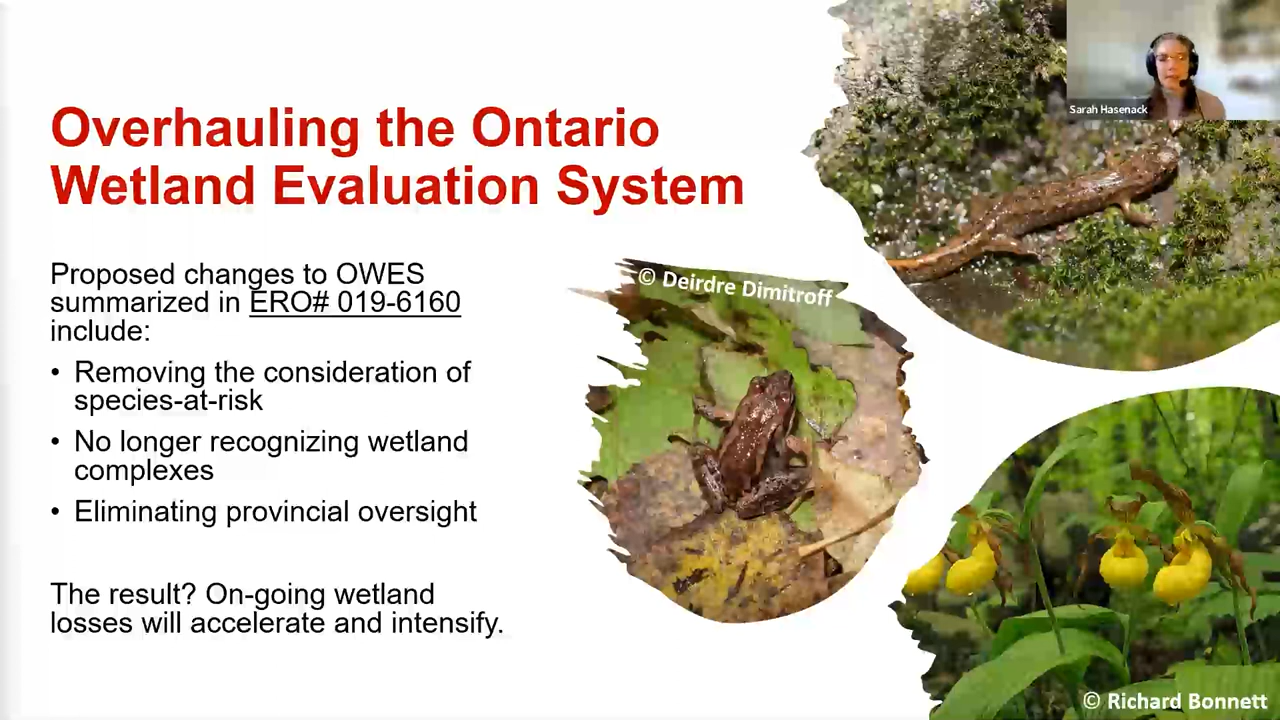 Overhauling the Ontario
Wetland Evaluation System
Proposed changes to OWES
summarized in ERO# 019-6160
include:
• Removing the consideration of
species-at-risk
• No longer recognizing wetland
complexes
• Eliminating provincial oversight
The result? On-going wetland
losses will accelerate and intensify.
© Deirdre Dimitroff
Sarah Hasenack
© Richard Bonnett